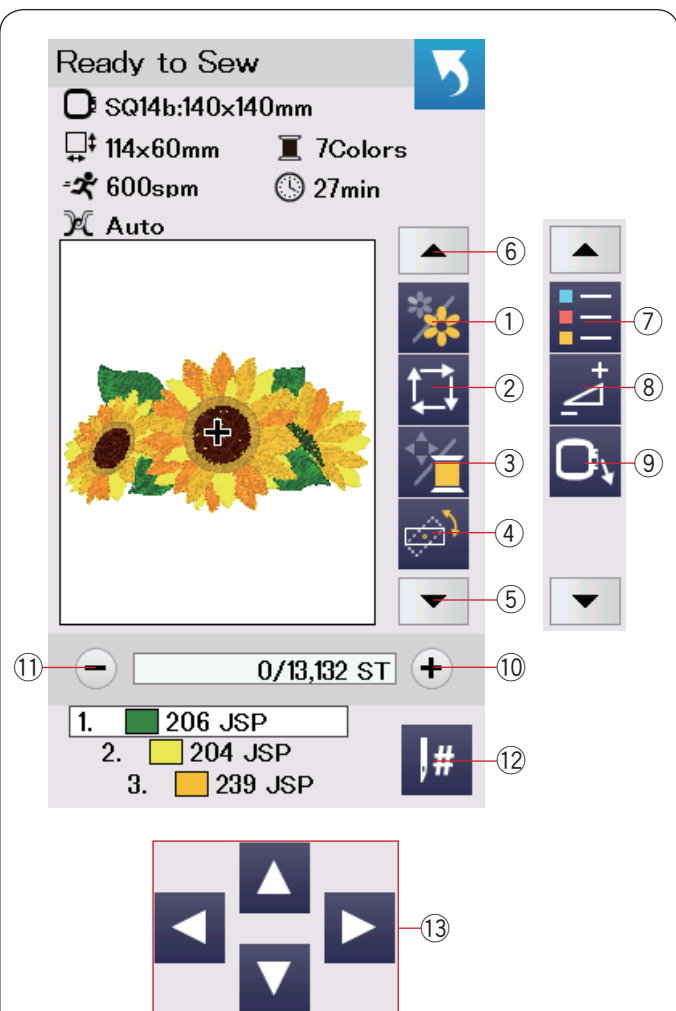 Ready to Sew
SQ14b:140x140mm
114x60mm 7Colors
600spm 27min
Auto
⑥
① ⑦
② ⑧
③ ⑨
④
⑤
⑪ − 0/13,132 ST + ⑩
1. 206 JSP
2. 204 JSP
3. 239 JSP
# ⑫
⑬